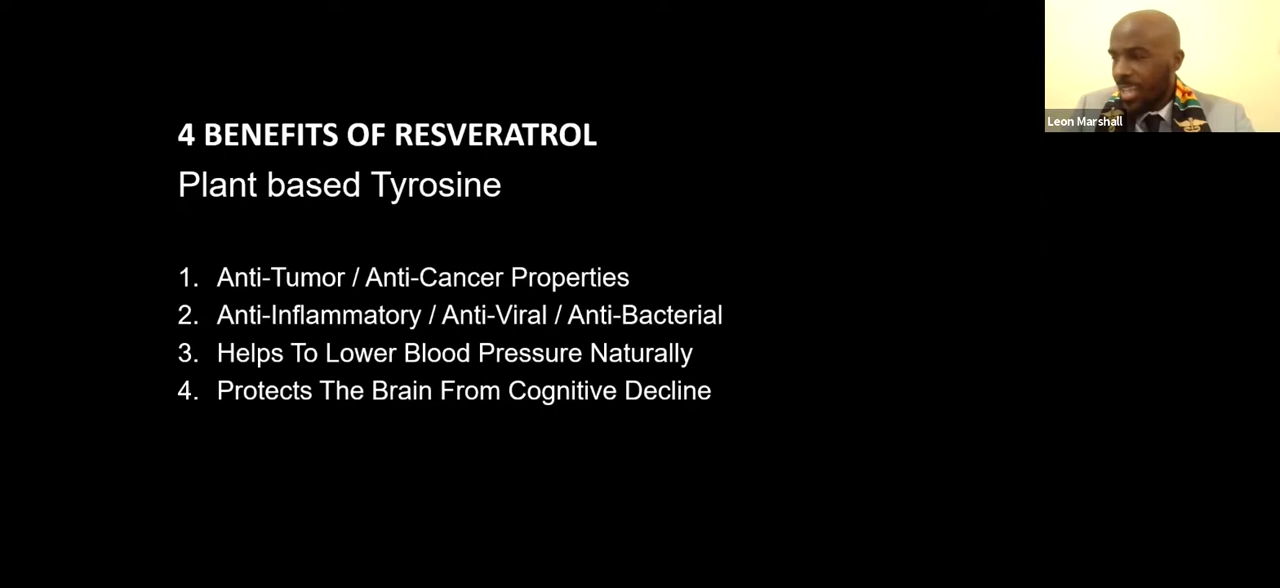 4 BENEFITS OF RESVERATROL
Plant based Tyrosine
1. Anti-Tumor / Anti-Cancer Properties
2. Anti-Inflammatory / Anti-Viral / Anti-Bacterial
3. Helps To Lower Blood Pressure Naturally
4. Protects The Brain From Cognitive Decline
Leon Marshall